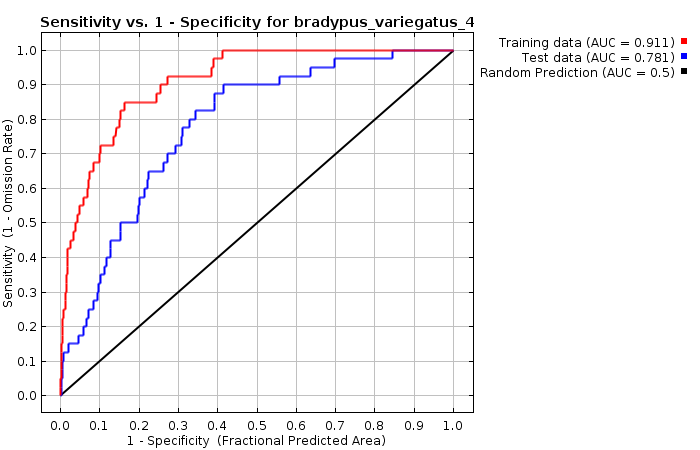 Sensitivity vs. 1 - Specificity for bradypus_variegatus_4
Training data (AUC = 0.911)
Test data (AUC = 0.781)
Random Prediction (AUC = 0.5)
Sensitivity (1 - Omission Rate)
1.0
0.9
0.8
0.7
0.6
0.5
0.4
0.3
0.2
0.1
0.0
0.0 0.1 0.2 0.3 0.4 0.5 0.6 0.7 0.8 0.9 1.0
1 - Specificity (Fractional Predicted Area)